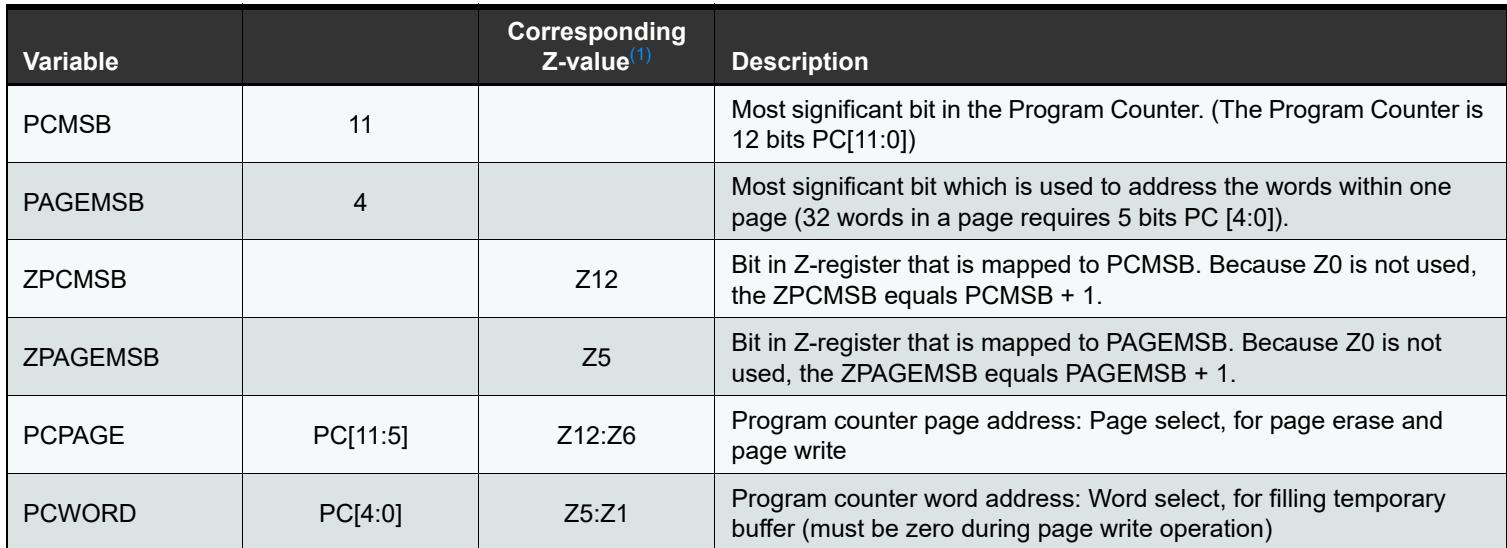 Variable Corresponding Z-value(1) Description
PCMSB 11 Most significant bit in the Program Counter. (The Program Counter is
12 bits PC[11:0])
PAGEMSB 4 Most significant bit which is used to address the words within one
page (32 words in a page requires 5 bits PC [4:0]).
ZPCMSB Z12 Bit in Z-register that is mapped to PCMSB. Because Z0 is not used,
the ZPCMSB equals PCMSB + 1.
ZPAGEMSB Z5 Bit in Z-register that is mapped to PAGEMSB. Because Z0 is not
used, the ZPAGEMSB equals PAGEMSB + 1.
PCPAGE PC[11:5] Z12:Z6 Program counter page address: Page select, for page erase and
page write
PCWORD PC[4:0] Z5:Z1 Program counter word address: Word select, for filling temporary
buffer (must be zero during page write operation)